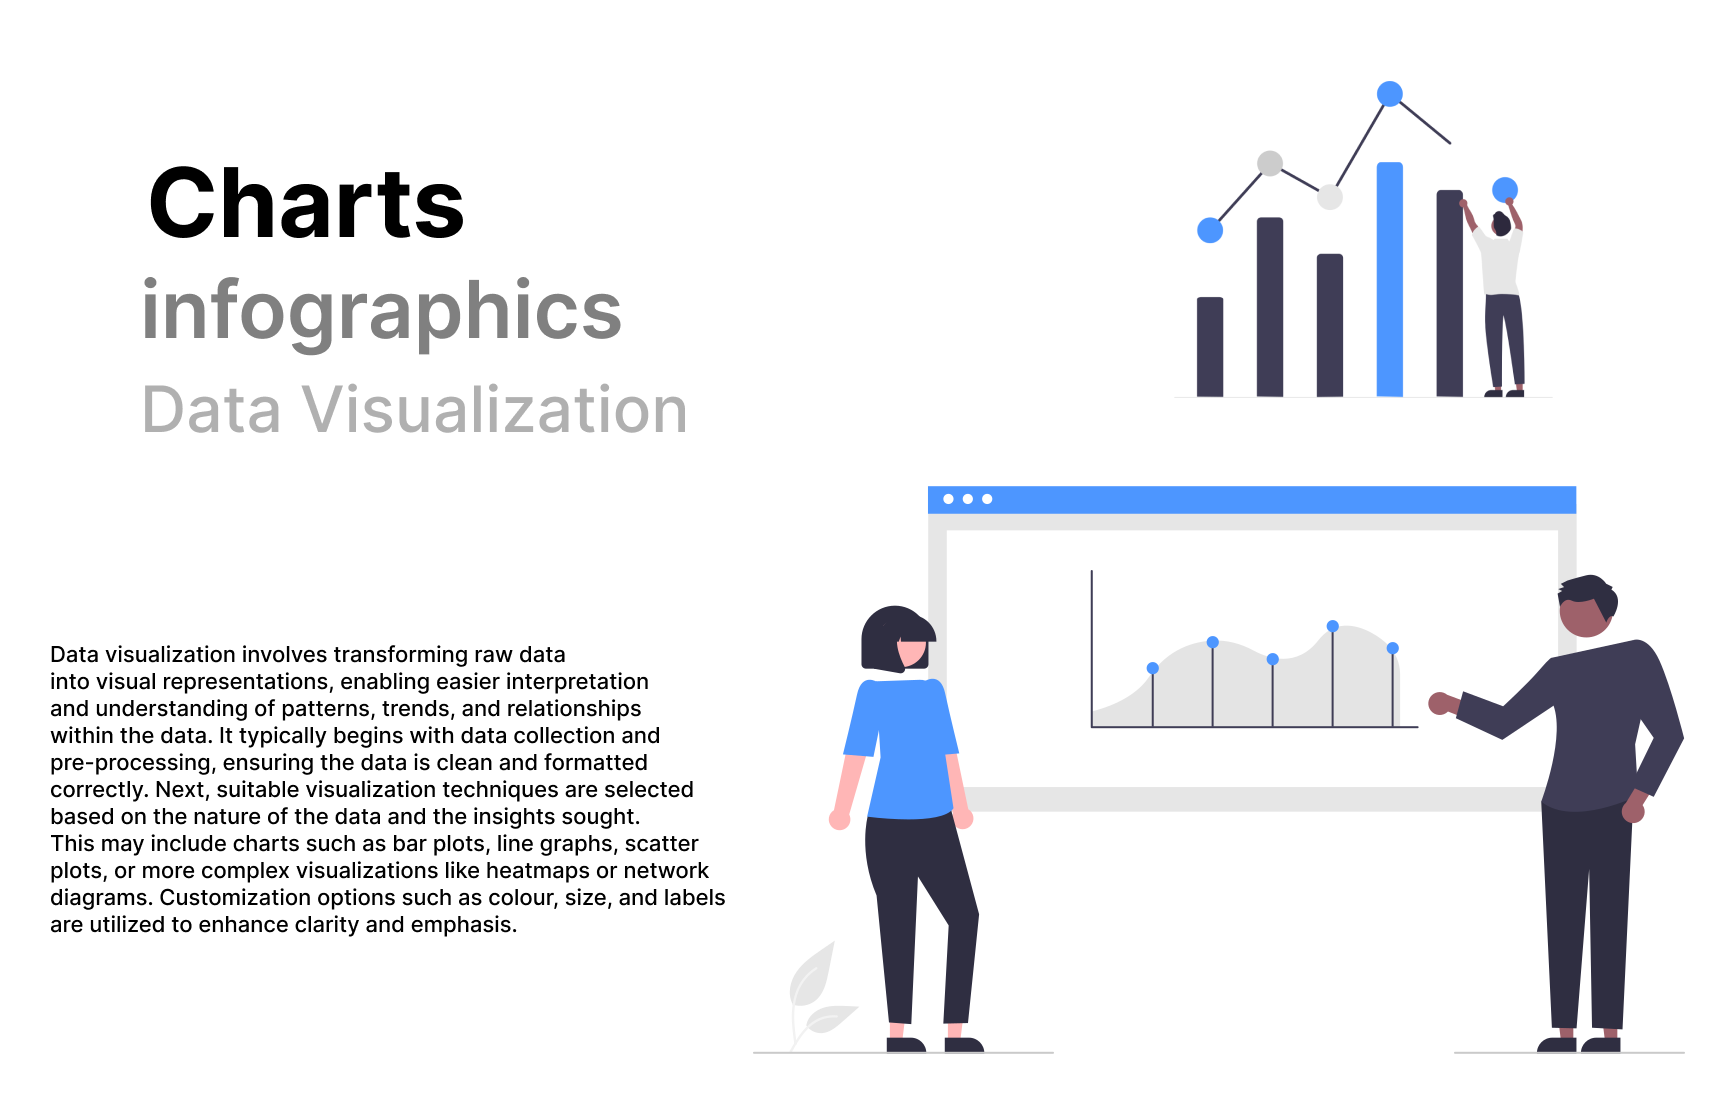 Charts
infographics
Data Visualization
Data visualization involves transforming raw data
into visual representations, enabling easier interpretation
and understanding of patterns, trends, and relationships
within the data. It typically begins with data collection and
pre-processing, ensuring the data is clean and formatted
correctly. Next, suitable visualization techniques are selected
based on the nature of the data and the insights sought.
This may include charts such as bar plots, line graphs, scatter
plots, or more complex visualizations like heatmaps or network
diagrams. Customization options such as colour, size, and labels
are utilized to enhance clarity and emphasis.